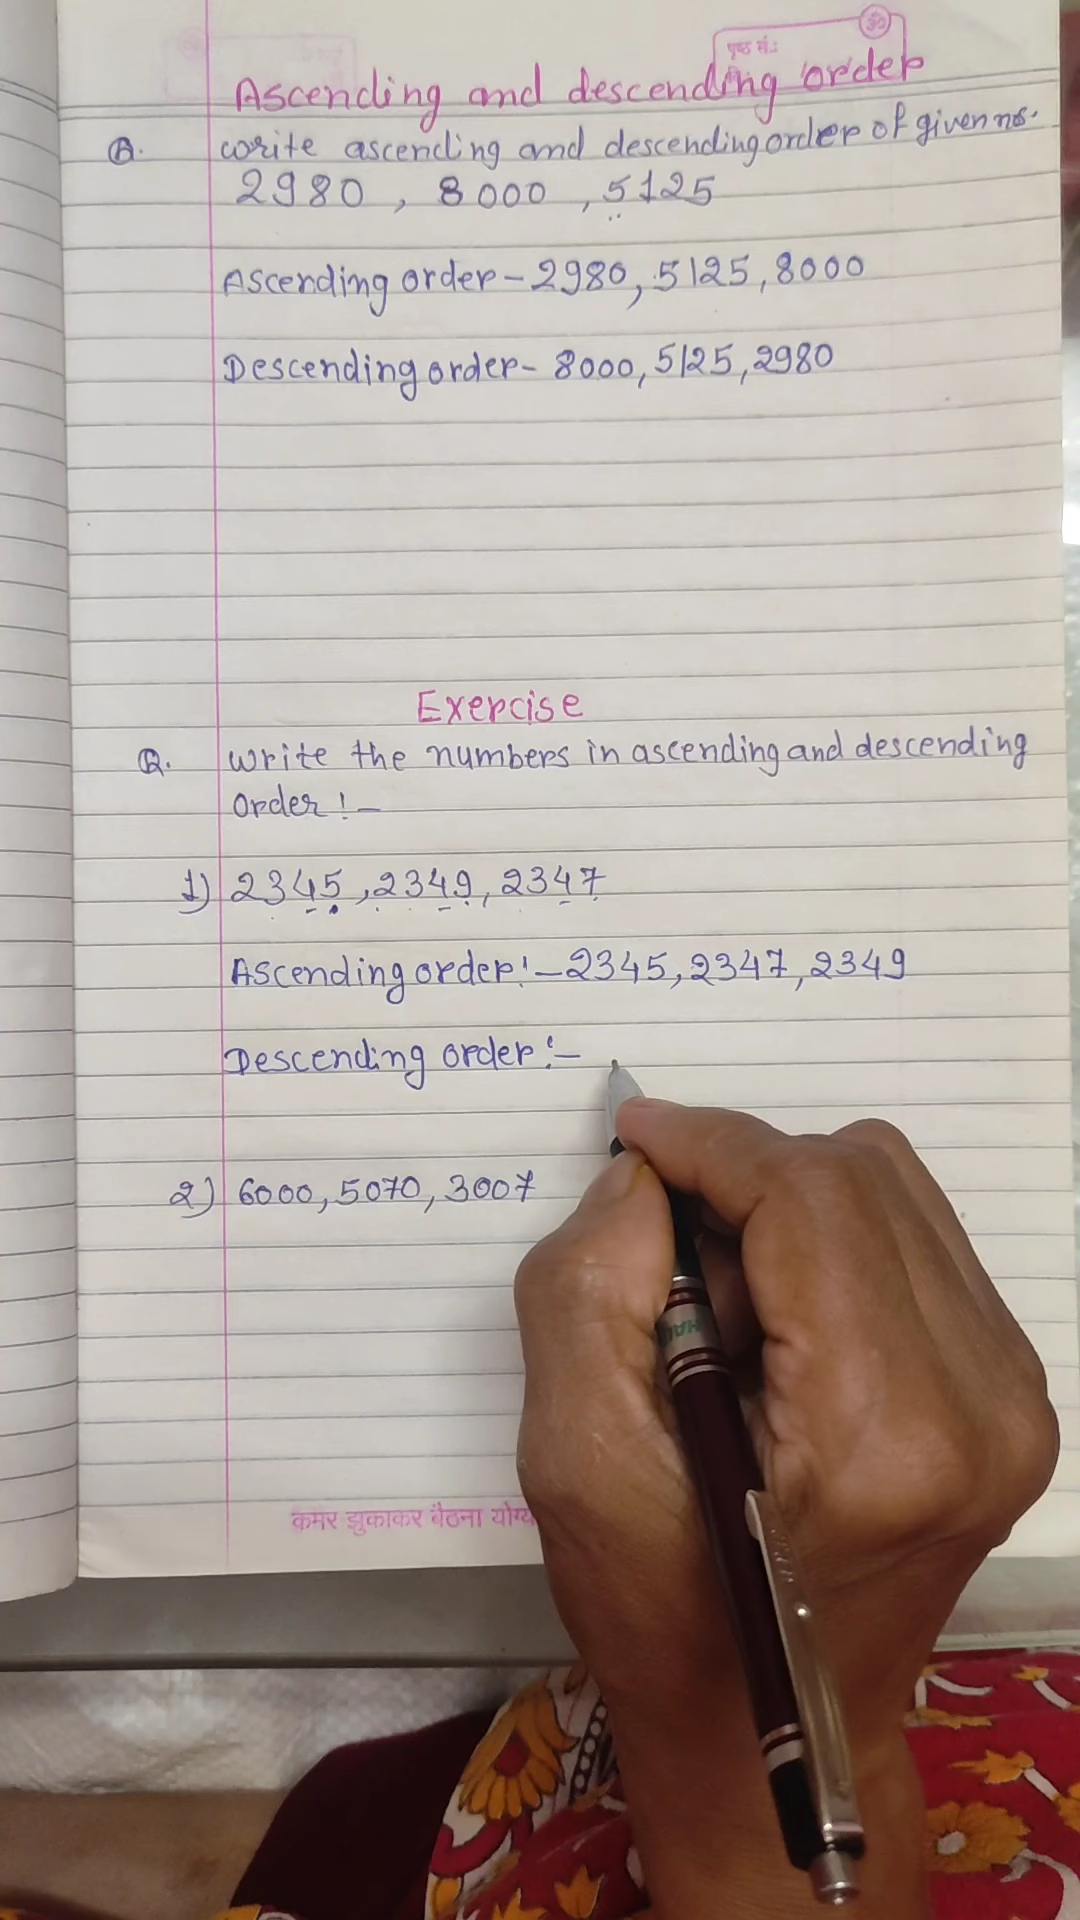 पृष्ठ सं.:
Ascending and descending order
Q. Write ascending and descending order of given no.
2980 , 8000 , 5125
Ascending order - 2980, 5125, 8000
Descending order - 8000, 5125, 2980
Exercise
Q. Write the numbers in ascending and descending
order :-
1) 2345, 2349, 2347
Ascending order :- 2345, 2347, 2349
Descending order :-
2) 6000, 5070, 3007
कमर झुकाकर बैठना योग्य